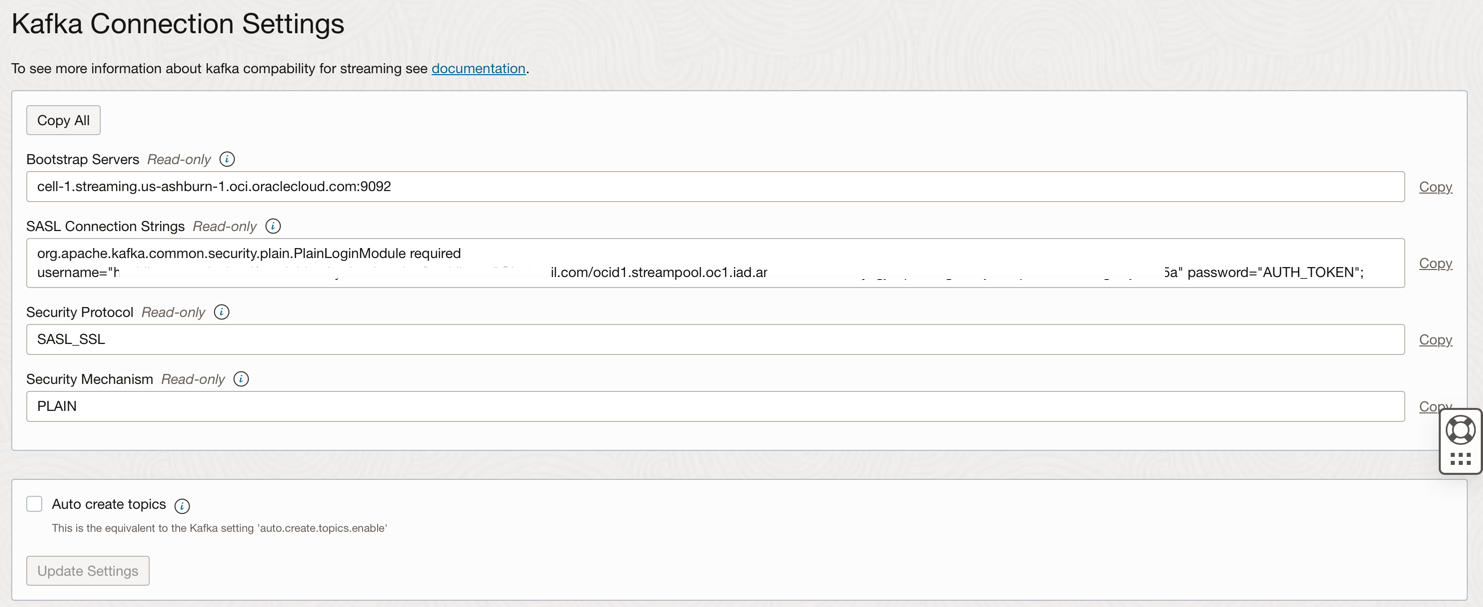 Kafka Connection Settings
To see more information about kafka compability for streaming see documentation.
Copy All
Bootstrap Servers Read-only i
cell-1.streaming.us-ashburn-1.oci.oraclecloud.com:9092 Copy
SASL Connection Strings Read-only i
org.apache.kafka.common.security.plain.PlainLoginModule required
username="h il.com/ocid1.streampool.oc1.iad.ar 5a" password="AUTH_TOKEN"; Copy
Security Protocol Read-only i
SASL_SSL Copy
Security Mechanism Read-only i
PLAIN Copy
Auto create topics i
This is the equivalent to the Kafka setting 'auto.create.topics.enable'
Update Settings